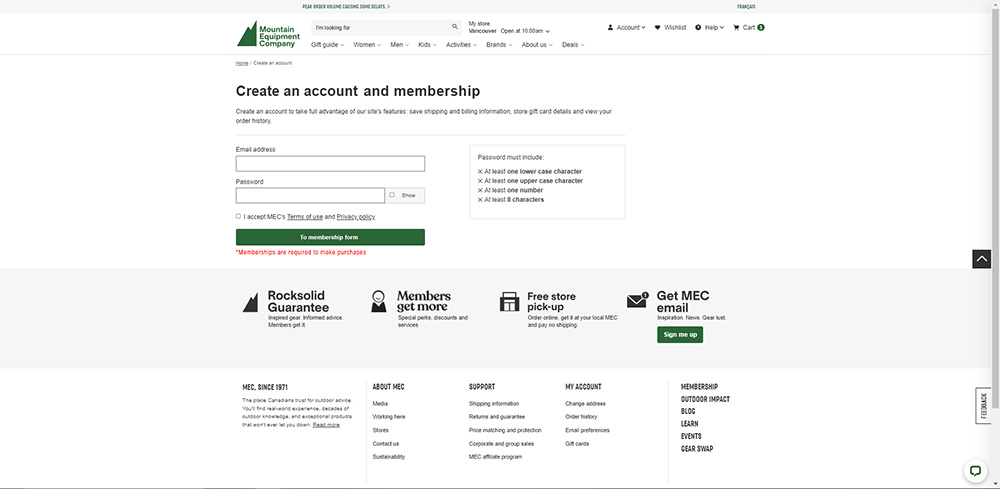 PEAK ORDER VOLUME CAUSING SOME DELAYS. >
FRANÇAIS
Mountain
Equipment
Company
I'm looking for
My store:
Vancouver Open at 10:00am
Account
Wishlist
Help
Cart 3
Gift guide
Women
Men
Kids
Activities
Brands
About us
Deals
Home / Create an account
Create an account and membership
Create an account to take full advantage of our site's features: save shipping and billing information, store gift card details and view your
order history.
Email address
Password
Show
I accept MEC's Terms of use and Privacy policy
To membership form
*Memberships are required to make purchases
Password must include:
At least one lower case character
At least one upper case character
At least one number
At least 8 characters
Rocksolid
Guarantee
Inspired gear. Informed advice.
Members get it.
Members
get more
Special perks, discounts and
services
Free store
pick-up
Order online, get it at your local MEC
and pay no shipping.
1
Get MEC
email
Inspiration. News. Gear lust.
Sign me up
MEC, SINCE 1971
The place Canadians trust for outdoor advice.
You'll find real-world experience, decades of
outdoor knowledge, and exceptional products
that won't ever let you down. Read more
ABOUT MEC
Media
Working here
Stores
Contact us
Sustainability
SUPPORT
Shipping information
Returns and guarantee
Price matching and protection
Corporate and group sales
MEC affiliate program
MY ACCOUNT
Change address
Order history
Email preferences
Gift cards
MEMBERSHIP
OUTDOOR IMPACT
BLOG
LEARN
EVENTS
GEAR SWAP
FEEDBACK